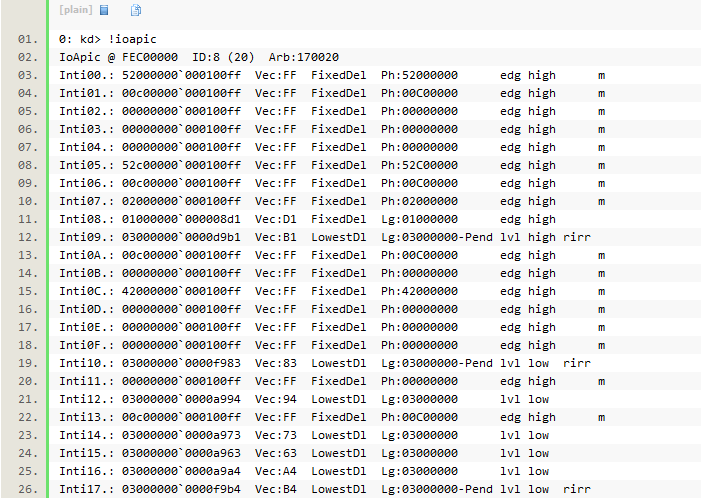 [plain]
01. 0: kd> !ioapic
02. IoApic @ FEC00000  ID:8 (20)  Arb:170020
03. Inti00.: 52000000`000100ff  Vec:FF  FixedDel  Ph:52000000      edg high      m
04. Inti01.: 00c00000`000100ff  Vec:FF  FixedDel  Ph:00C00000      edg high      m
05. Inti02.: 00000000`000100ff  Vec:FF  FixedDel  Ph:00000000      edg high      m
06. Inti03.: 00000000`000100ff  Vec:FF  FixedDel  Ph:00000000      edg high      m
07. Inti04.: 00000000`000100ff  Vec:FF  FixedDel  Ph:00000000      edg high      m
08. Inti05.: 52c00000`000100ff  Vec:FF  FixedDel  Ph:52C00000      edg high      m
09. Inti06.: 00c00000`000100ff  Vec:FF  FixedDel  Ph:00C00000      edg high      m
10. Inti07.: 02000000`000100ff  Vec:FF  FixedDel  Ph:02000000      edg high      m
11. Inti08.: 01000000`000008d1  Vec:D1  FixedDel  Lg:01000000      edg high
12. Inti09.: 03000000`0000d9b1  Vec:B1  LowestDl  Lg:03000000-Pend lvl high rirr
13. Inti0A.: 00c00000`000100ff  Vec:FF  FixedDel  Ph:00C00000      edg high      m
14. Inti0B.: 00000000`000100ff  Vec:FF  FixedDel  Ph:00000000      edg high      m
15. Inti0C.: 42000000`000100ff  Vec:FF  FixedDel  Ph:42000000      edg high      m
16. Inti0D.: 00000000`000100ff  Vec:FF  FixedDel  Ph:00000000      edg high      m
17. Inti0E.: 00000000`000100ff  Vec:FF  FixedDel  Ph:00000000      edg high      m
18. Inti0F.: 00000000`000100ff  Vec:FF  FixedDel  Ph:00000000      edg high      m
19. Inti10.: 03000000`0000f983  Vec:83  LowestDl  Lg:03000000-Pend lvl low  rirr
20. Inti11.: 00000000`000100ff  Vec:FF  FixedDel  Ph:00000000      edg high      m
21. Inti12.: 03000000`0000a994  Vec:94  LowestDl  Lg:03000000      lvl low
22. Inti13.: 00c00000`000100ff  Vec:FF  FixedDel  Ph:00C00000      edg high      m
23. Inti14.: 03000000`0000a973  Vec:73  LowestDl  Lg:03000000      lvl low
24. Inti15.: 03000000`0000a963  Vec:63  LowestDl  Lg:03000000      lvl low
25. Inti16.: 03000000`0000a9a4  Vec:A4  LowestDl  Lg:03000000      lvl low
26. Inti17.: 03000000`0000f9b4  Vec:B4  LowestDl  Lg:03000000-Pend lvl low  rirr